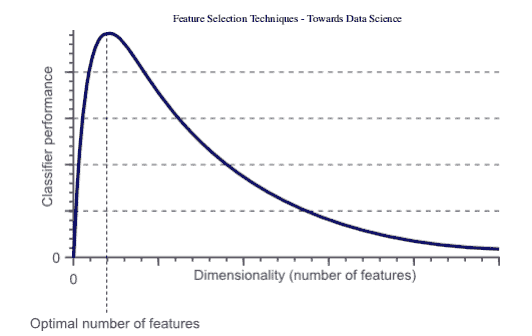 Feature Selection Techniques - Towards Data Science
Classifier performance
0
0
Dimensionality (number of features)
Optimal number of features